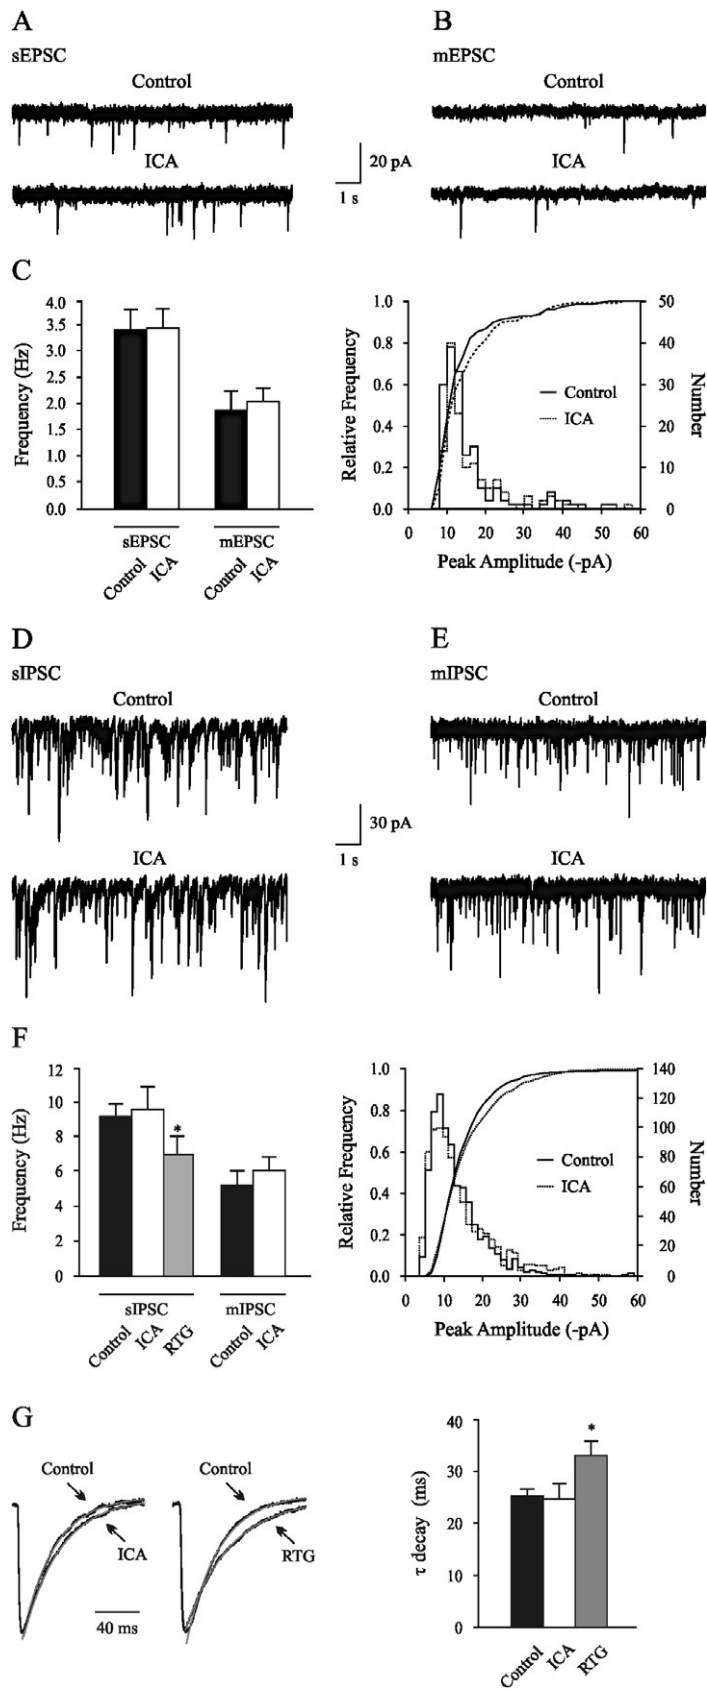 A
B
sEPSC
mEPSC
Control
Control
ICA
ICA
20 pA
1 s
C
4.0
3.5
3.0
2.5
2.0
1.5
1.0
0.5
0.0
Frequency (Hz)
sEPSC
mEPSC
Control
ICA
Control
ICA
1.0
0.8
0.6
0.4
0.2
0.0
Relative Frequency
50
40
30
20
10
0
Number
Control
ICA
0 10 20 30 40 50 60
Peak Amplitude (-pA)
D
E
sIPSC
mIPSC
Control
Control
30 pA
1 s
ICA
ICA
F
12
10
8
6
4
2
0
Frequency (Hz)
*
sIPSC
mIPSC
Control
ICA
RTG
Control
ICA
1.0
0.8
0.6
0.4
0.2
0.0
Relative Frequency
140
120
100
80
60
40
20
0
Number
Control
ICA
0 10 20 30 40 50 60
Peak Amplitude (-pA)
G
Control
ICA
Control
RTG
40 ms
40
30
20
10
0
τ decay (ms)
*
Control
ICA
RTG